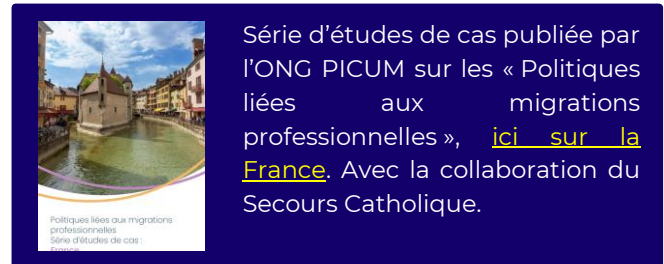 Série d’études de cas publiée par
l’ONG PICUM sur les « Politiques
liées aux migrations
professionnelles », ici sur la
France. Avec la collaboration du
Secours Catholique.
Politiques liées aux migrations
professionnelles
Série d'études de cas :
France